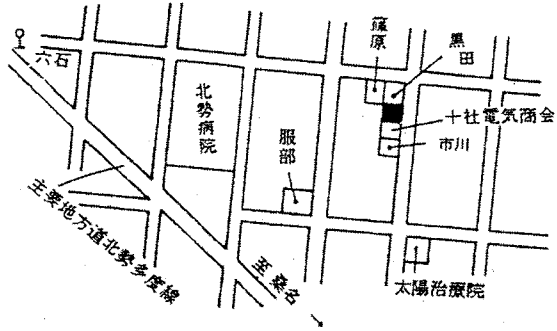 六石
北勢病院
服部
篠原
黒田
十社電気商会
市川
主要地方道北勢多度線
至桑名
太陽治療院